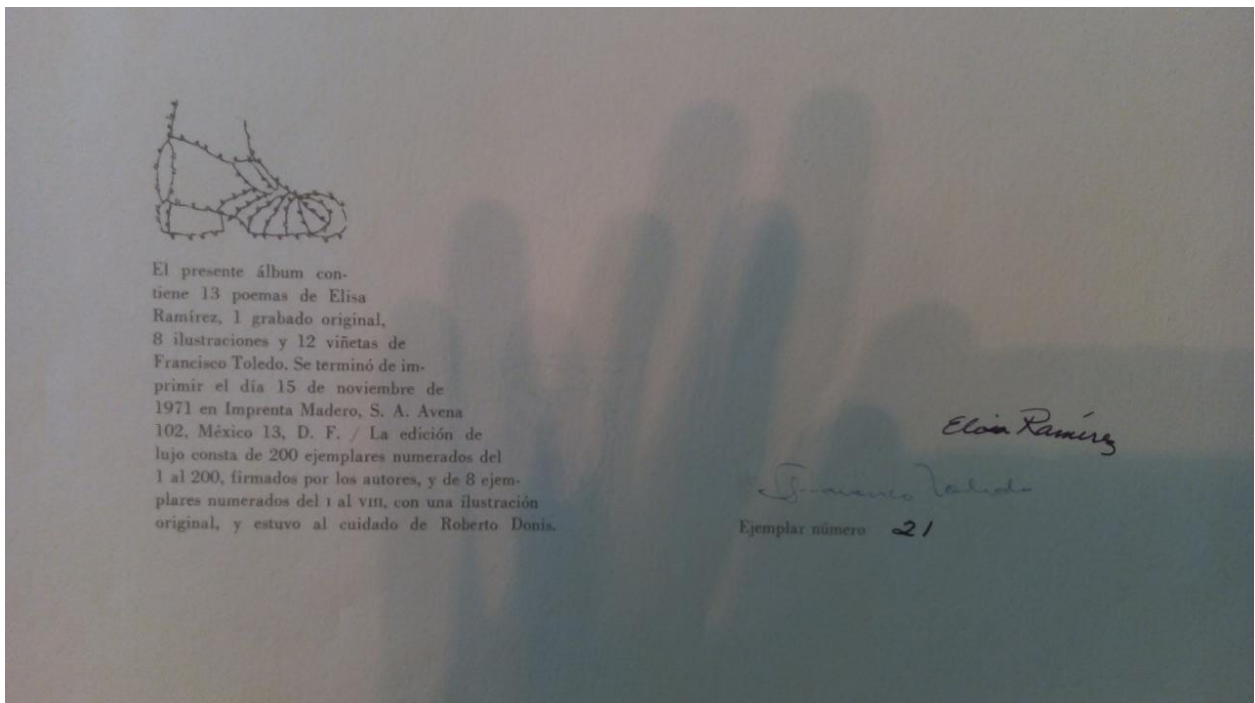 El presente álbum con-
tiene 13 poemas de Elisa
Ramírez, 1 grabado original,
8 ilustraciones y 12 viñetas de
Francisco Toledo. Se terminó de im-
primir el día 15 de noviembre de
1971 en Imprenta Madero, S. A. Avena
102, México 13, D. F. / La edición de
lujo consta de 200 ejemplares numerados del
1 al 200, firmados por los autores, y de 8 ejem-
plares numerados del I al VIII, con una ilustración
original, y estuvo al cuidado de Roberto Donis.
Elisa Ramírez
Francisco Toledo
Ejemplar número 21